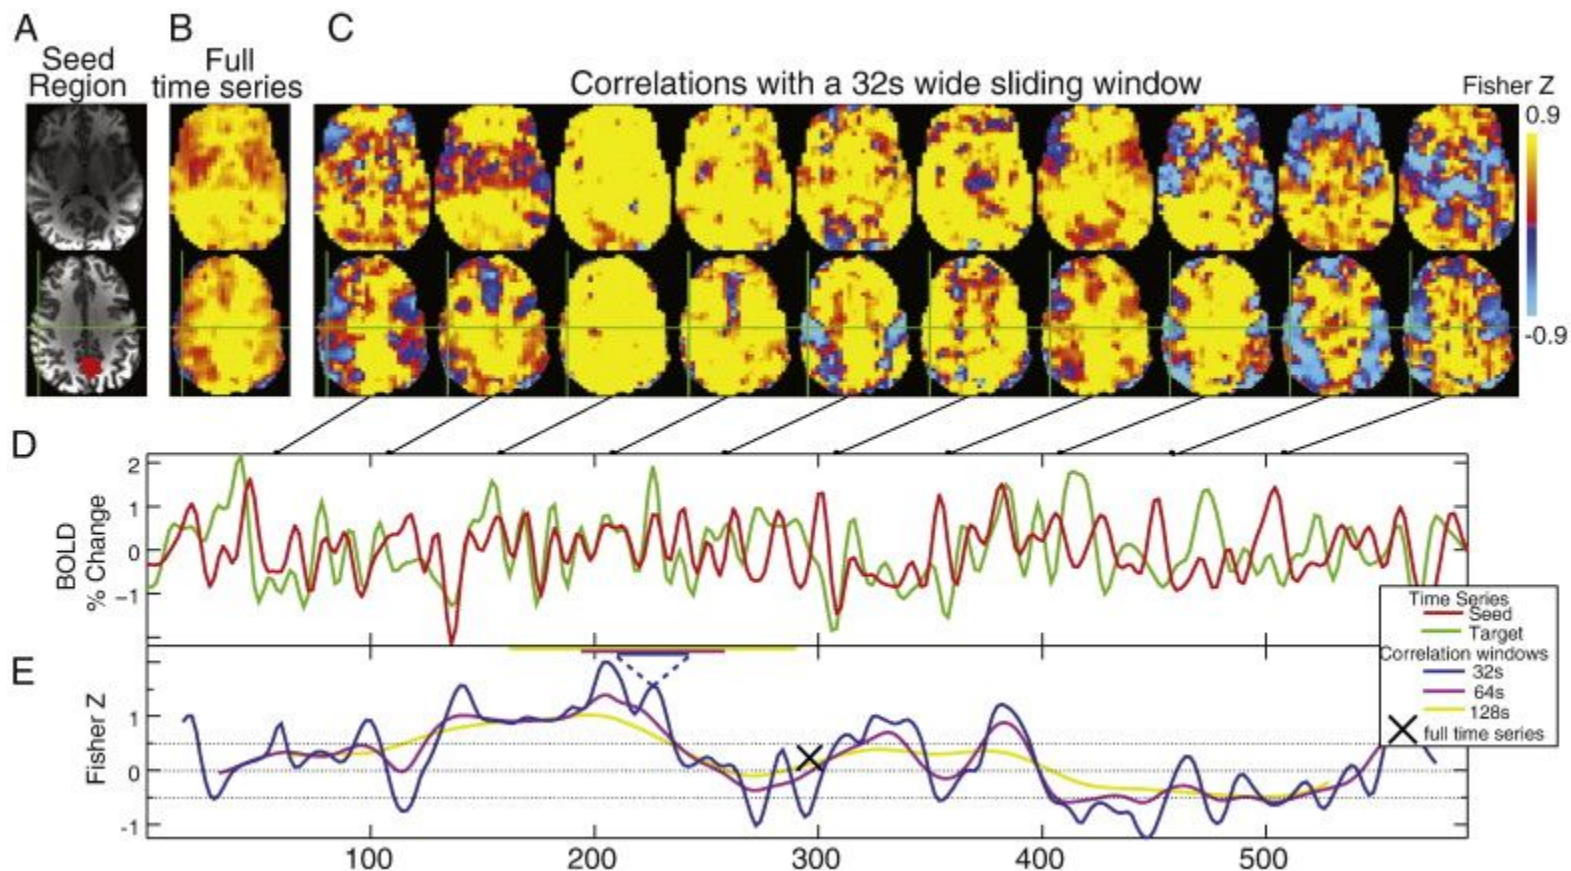 A
Seed
Region
B
Full
time series
C
Correlations with a 32s wide sliding window
Fisher Z
0.9
-0.9
D
BOLD
% Change
2
1
0
-1
Time Series
Seed
Target
Correlation windows
32s
64s
128s
full time series
E
Fisher Z
1
0
-1
100
200
300
400
500